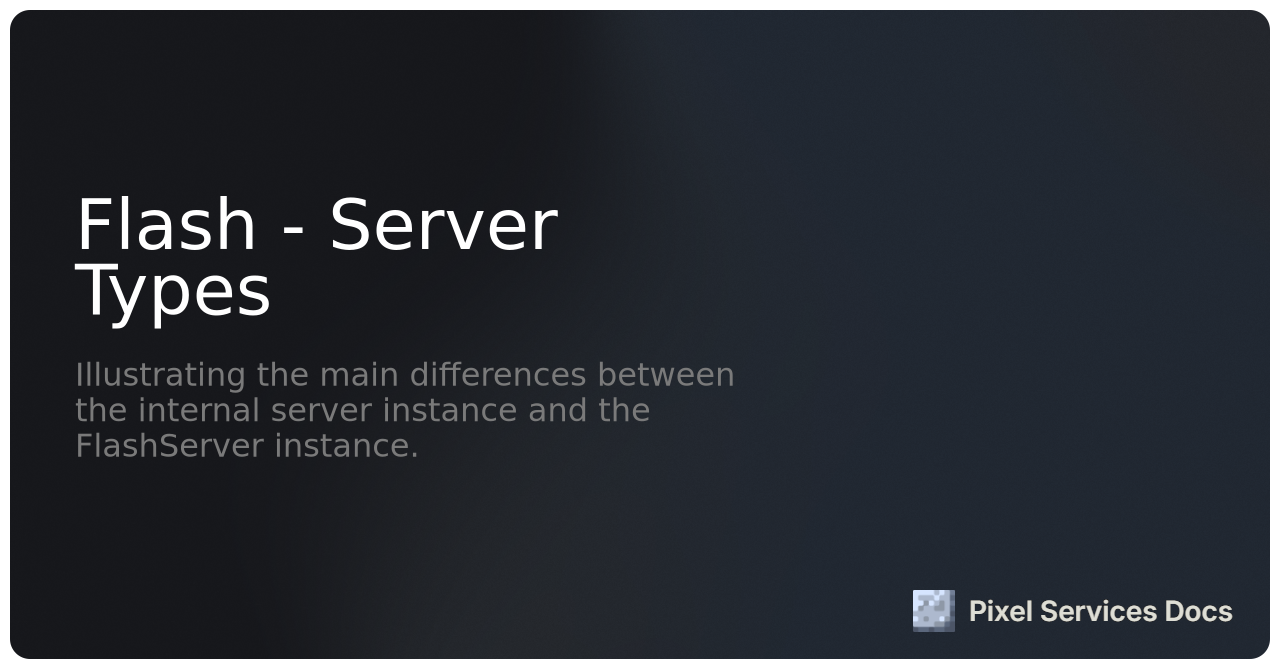 Flash - Server
Types
Illustrating the main differences between
the internal server instance and the
FlashServer instance.
Pixel Services Docs